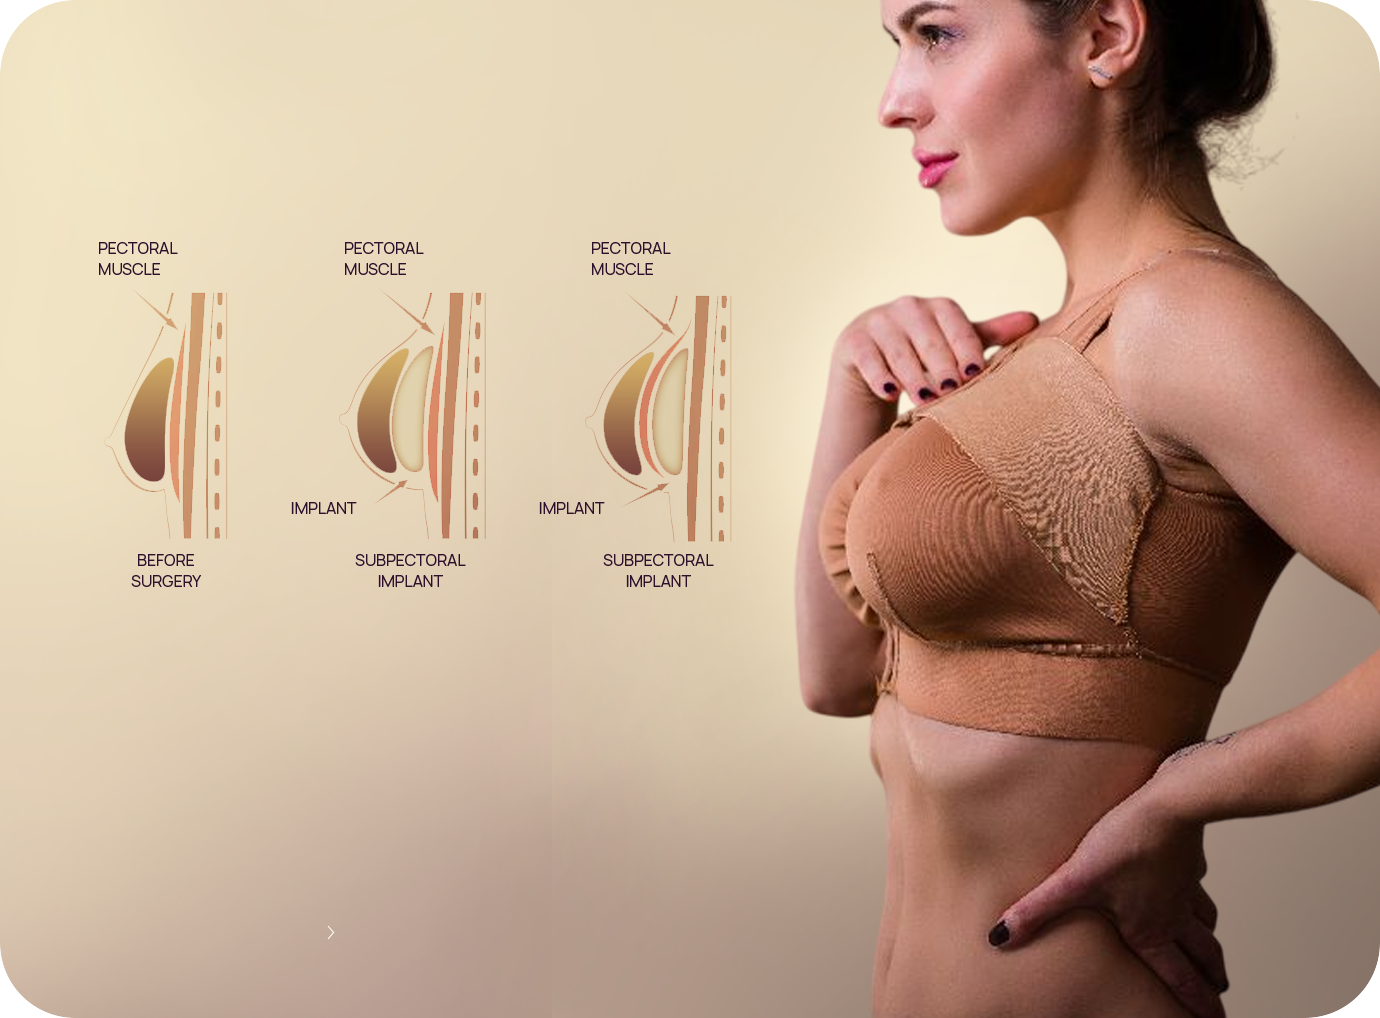 PECTORAL
MUSCLE
PECTORAL
MUSCLE
PECTORAL
MUSCLE
IMPLANT
IMPLANT
BEFORE
SURGERY
SUBPECTORAL
IMPLANT
SUBPECTORAL
IMPLANT